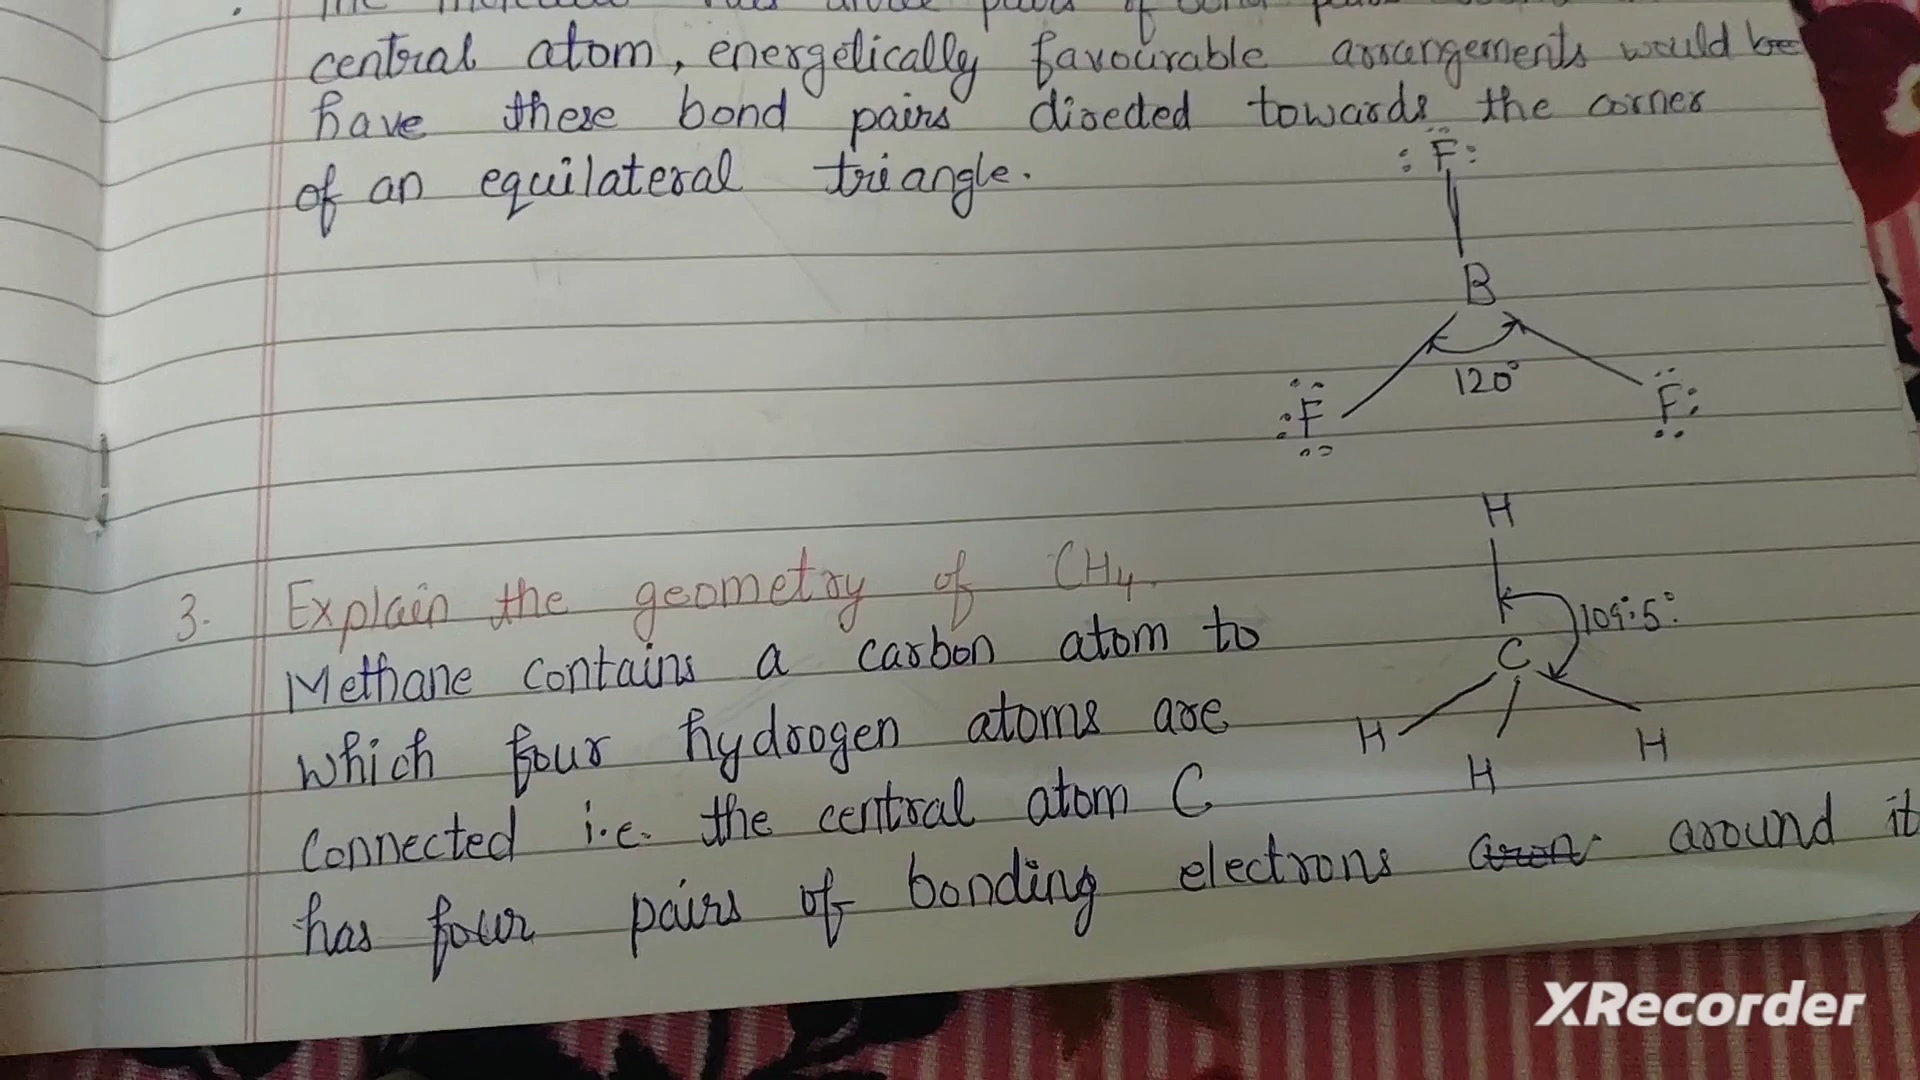 central atom, energetically favourable arrangements would be
have these bond pairs direcded towards the corner
of an equilateral triangle.
:F:
B
120°
:F
F:
H
3. Explain the geometry of CH4.
109.5°
Methane contains a carbon atom to
C
which four hydrogen atoms are
H
H
H
connected i.e. the central atom C
has four pairs of bonding electrons around it
XRecorder